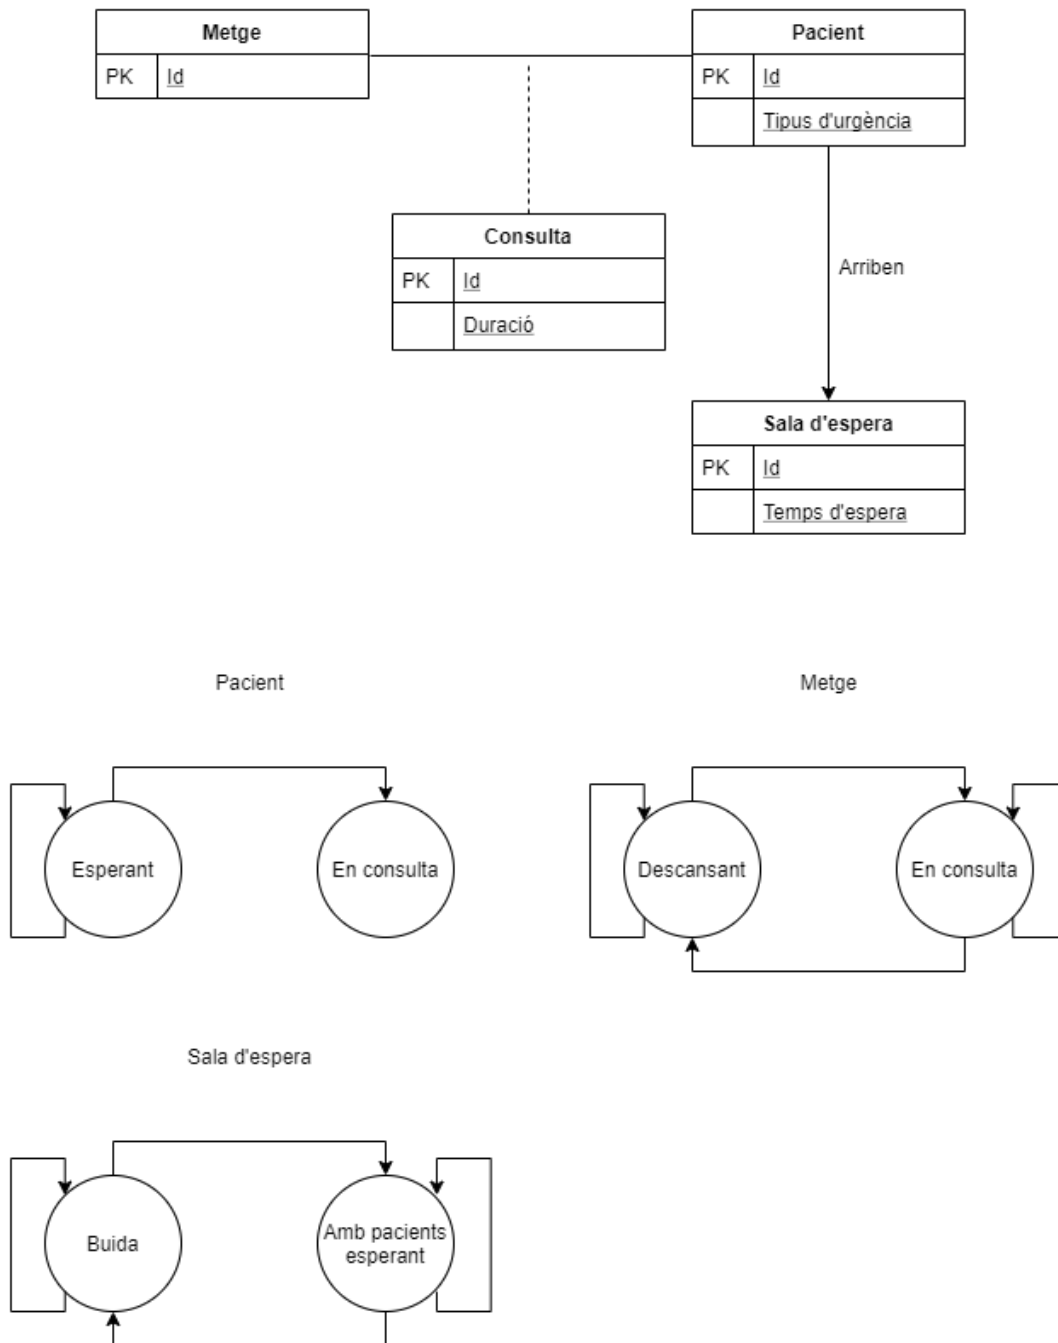 Metge
PK Id
Pacient
PK Id
Tipus d'urgència
Consulta
PK Id
Duració
Arriben
Sala d'espera
PK Id
Temps d'espera
Pacient
Esperant
En consulta
Metge
Descansant
En consulta
Sala d'espera
Buida
Amb pacients
esperant